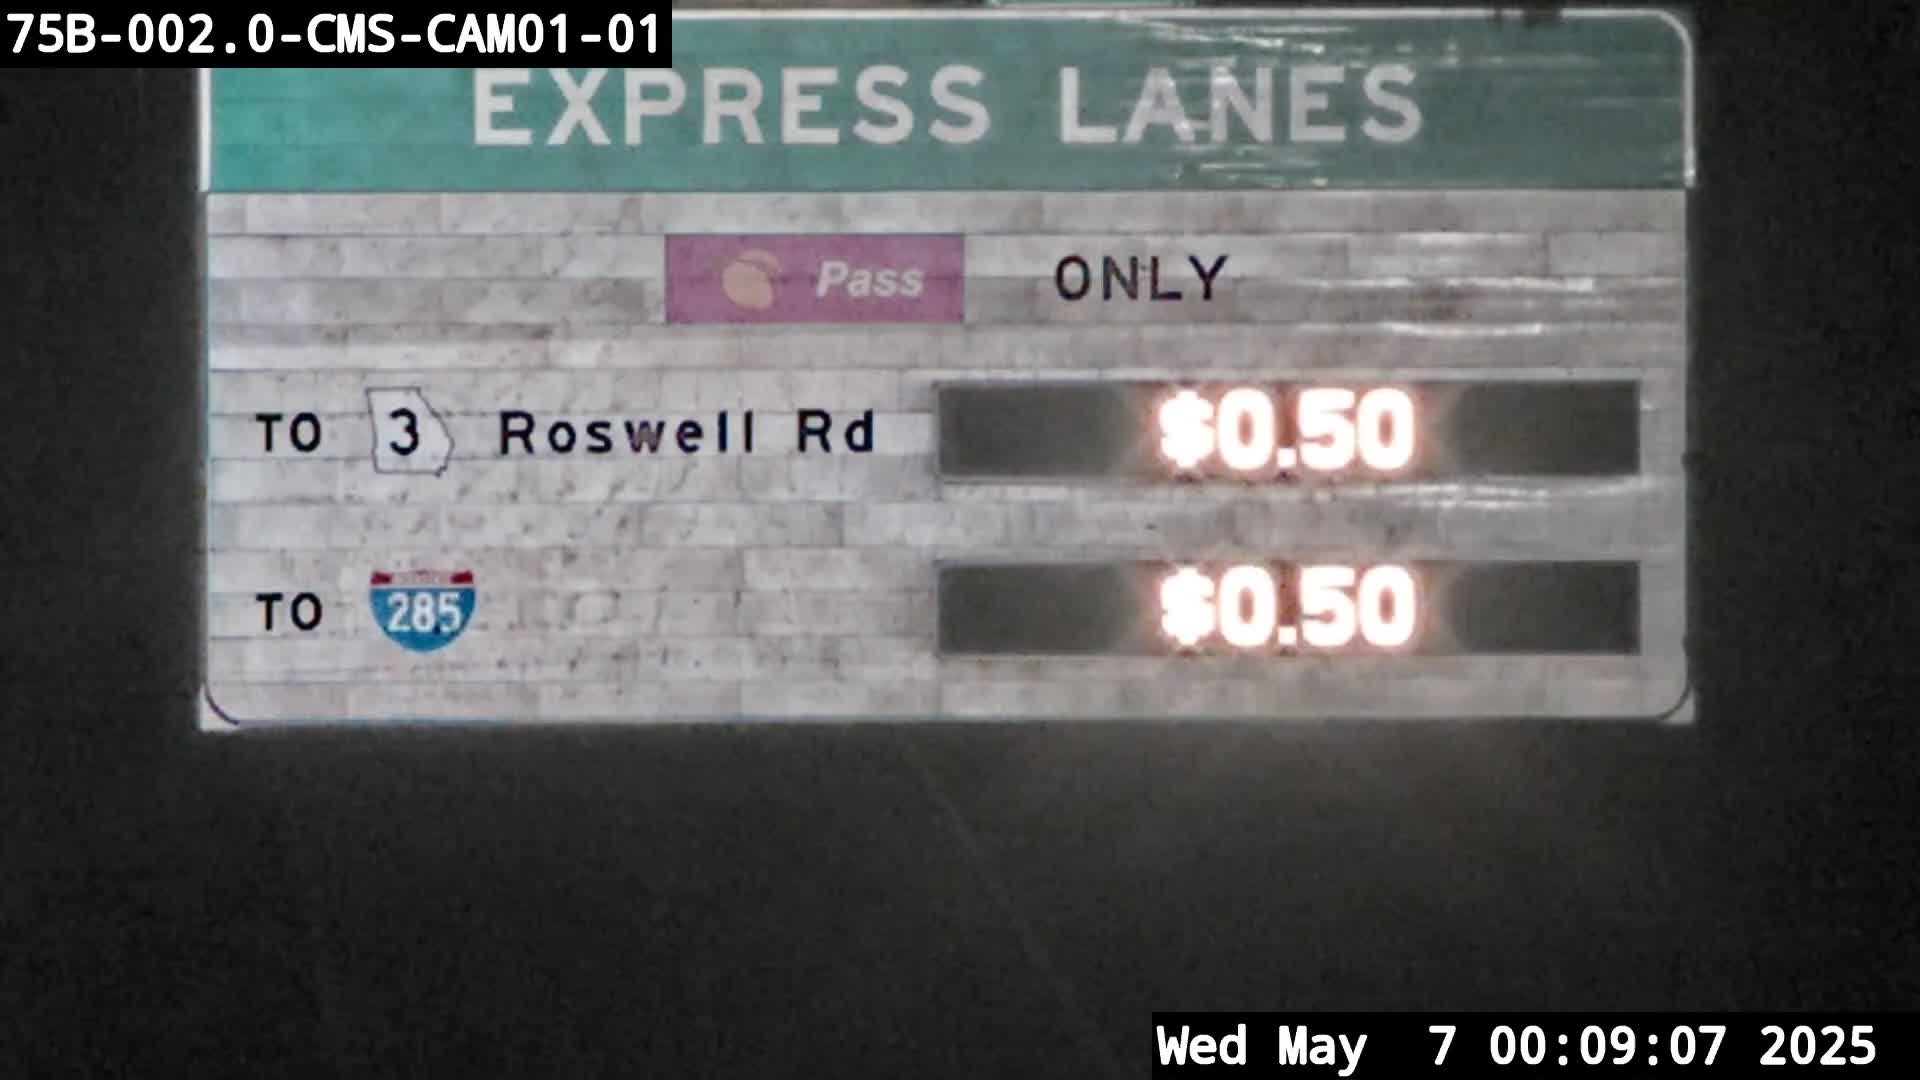 75B-002.0-CMS-CAM01-01
EXPRESS LANES
Pass ONLY
TO 3 Roswell Rd $0.50
TO 285 $0.50
Wed May 7 00:09:07 2025